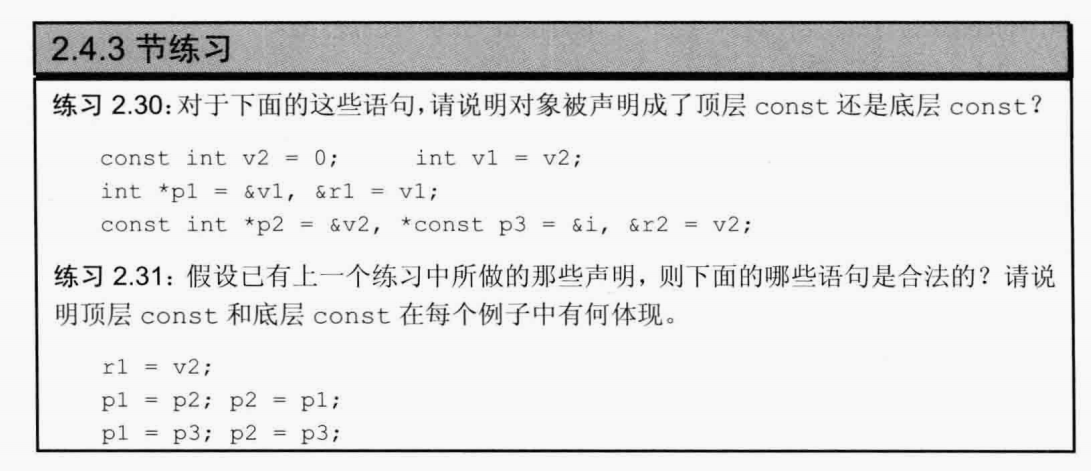 2.4.3 节练习
练习 2.30：对于下面的这些语句，请说明对象被声明成了顶层 const 还是底层 const？
const int v2 = 0;      int v1 = v2;
int *p1 = &v1, &r1 = v1;
const int *p2 = &v2, *const p3 = &i, &r2 = v2;
练习 2.31：假设已有上一个练习中所做的那些声明，则下面的哪些语句是合法的？请说
明顶层 const 和底层 const 在每个例子中有何体现。
r1 = v2;
p1 = p2; p2 = p1;
p1 = p3; p2 = p3;